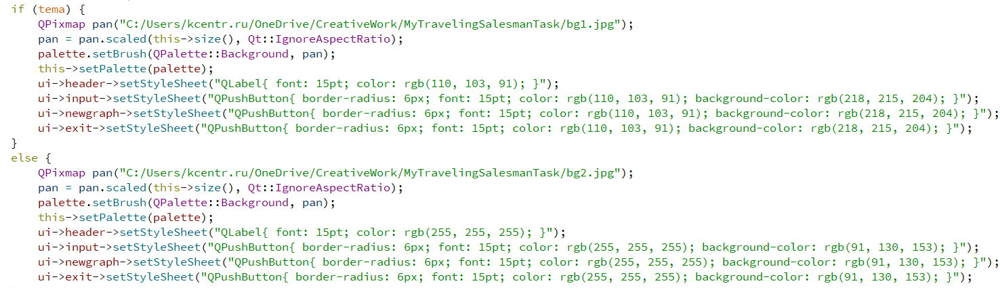 if (tema) {
    QPixmap pan("C:/Users/kcentr.ru/OneDrive/CreativeWork/MyTravelingSalesmanTask/bg1.jpg");
    pan = pan.scaled(this->size(), Qt::IgnoreAspectRatio);
    palette.setBrush(QPalette::Background, pan);
    this->setPalette(palette);
    ui->header->setStyleSheet("QLabel{ font: 15pt; color: rgb(110, 103, 91); }");
    ui->input->setStyleSheet("QPushButton{ border-radius: 6px; font: 15pt; color: rgb(110, 103, 91); background-color: rgb(218, 215, 204); }");
    ui->newgraph->setStyleSheet("QPushButton{ border-radius: 6px; font: 15pt; color: rgb(110, 103, 91); background-color: rgb(218, 215, 204); }");
    ui->exit->setStyleSheet("QPushButton{ border-radius: 6px; font: 15pt; color: rgb(110, 103, 91); background-color: rgb(218, 215, 204); }");
}
else {
    QPixmap pan("C:/Users/kcentr.ru/OneDrive/CreativeWork/MyTravelingSalesmanTask/bg2.jpg");
    pan = pan.scaled(this->size(), Qt::IgnoreAspectRatio);
    palette.setBrush(QPalette::Background, pan);
    this->setPalette(palette);
    ui->header->setStyleSheet("QLabel{ font: 15pt; color: rgb(255, 255, 255); }");
    ui->input->setStyleSheet("QPushButton{ border-radius: 6px; font: 15pt; color: rgb(255, 255, 255); background-color: rgb(91, 130, 153); }");
    ui->newgraph->setStyleSheet("QPushButton{ border-radius: 6px; font: 15pt; color: rgb(255, 255, 255); background-color: rgb(91, 130, 153); }");
    ui->exit->setStyleSheet("QPushButton{ border-radius: 6px; font: 15pt; color: rgb(255, 255, 255); background-color: rgb(91, 130, 153); }");